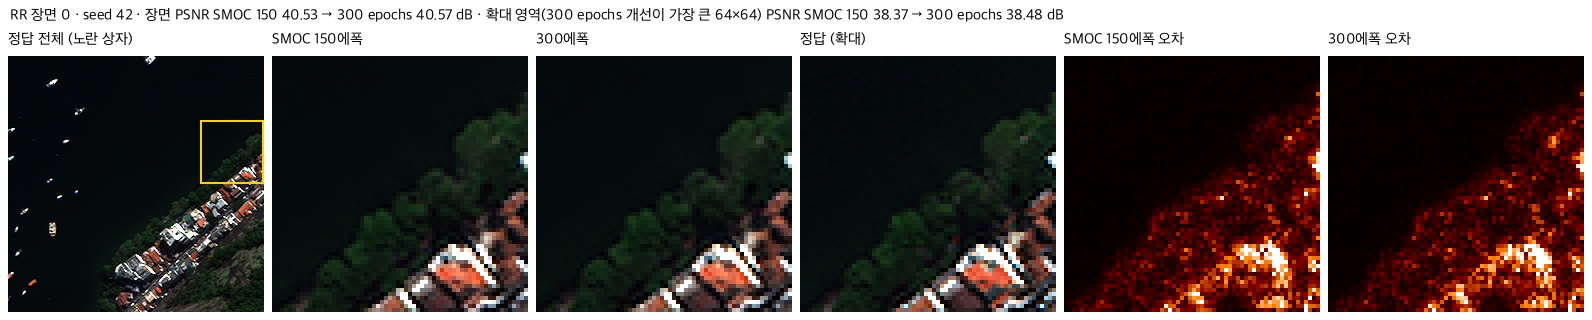 RR 장면 0 · seed 42 · 장면 PSNR SMOC 150 40.53 → 300 epochs 40.57 dB · 확대 영역(300 epochs 개선이 가장 큰 64×64) PSNR SMOC 150 38.37 → 300 epochs 38.48 dB
정답 전체 (노란 상자) SMOC 150에폭 300에폭 정답 (확대) SMOC 150에폭 오차 300에폭 오차